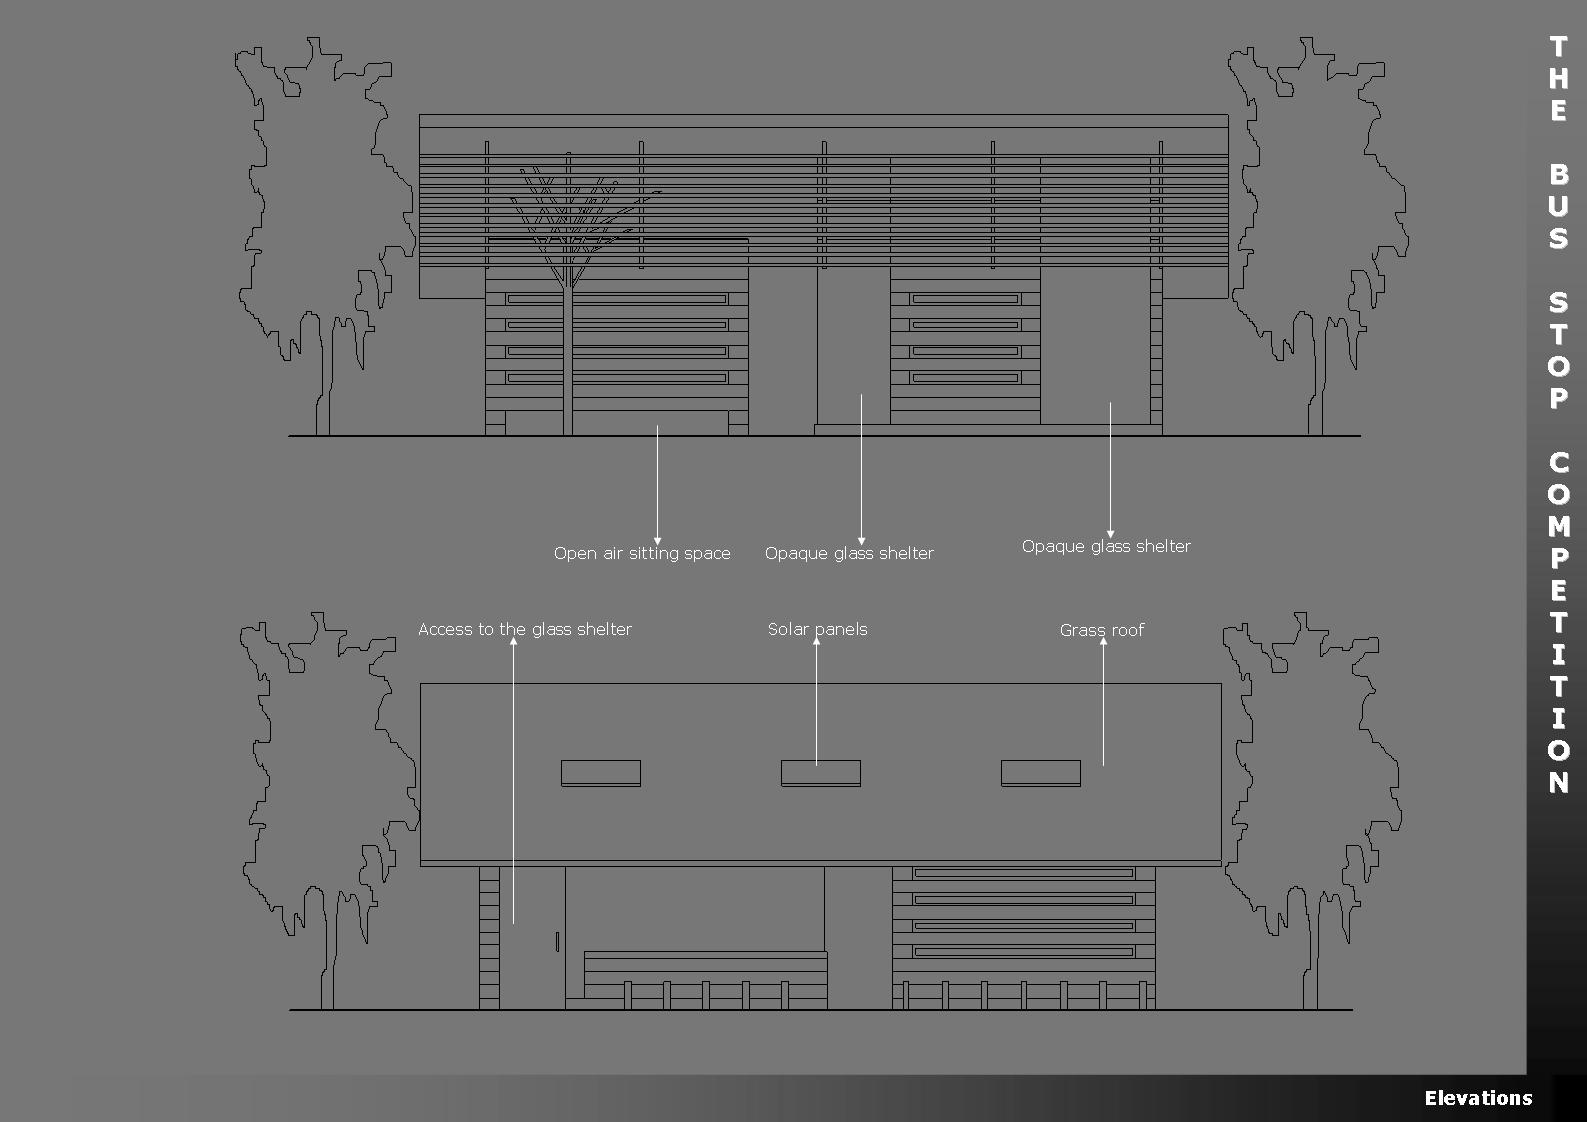 Open air sitting space
Opaque glass shelter
Opaque glass shelter
Access to the glass shelter
Solar panels
Grass roof
THE BUS STOP COMPETITION
Elevations